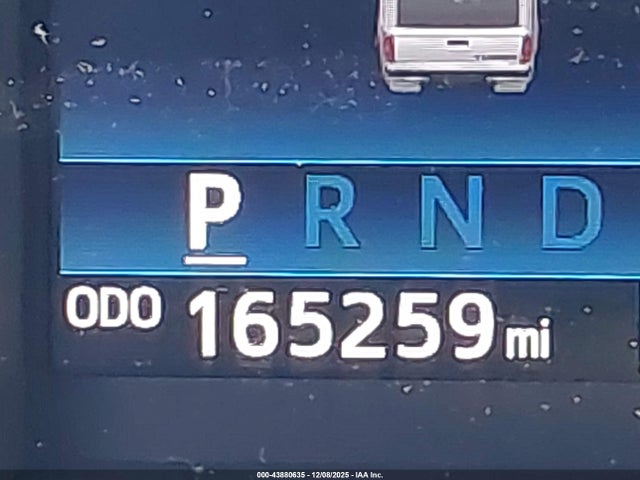 P R N D
ODO 165259 mi
000-43880635 - 12/08/2025 - IAA Inc.